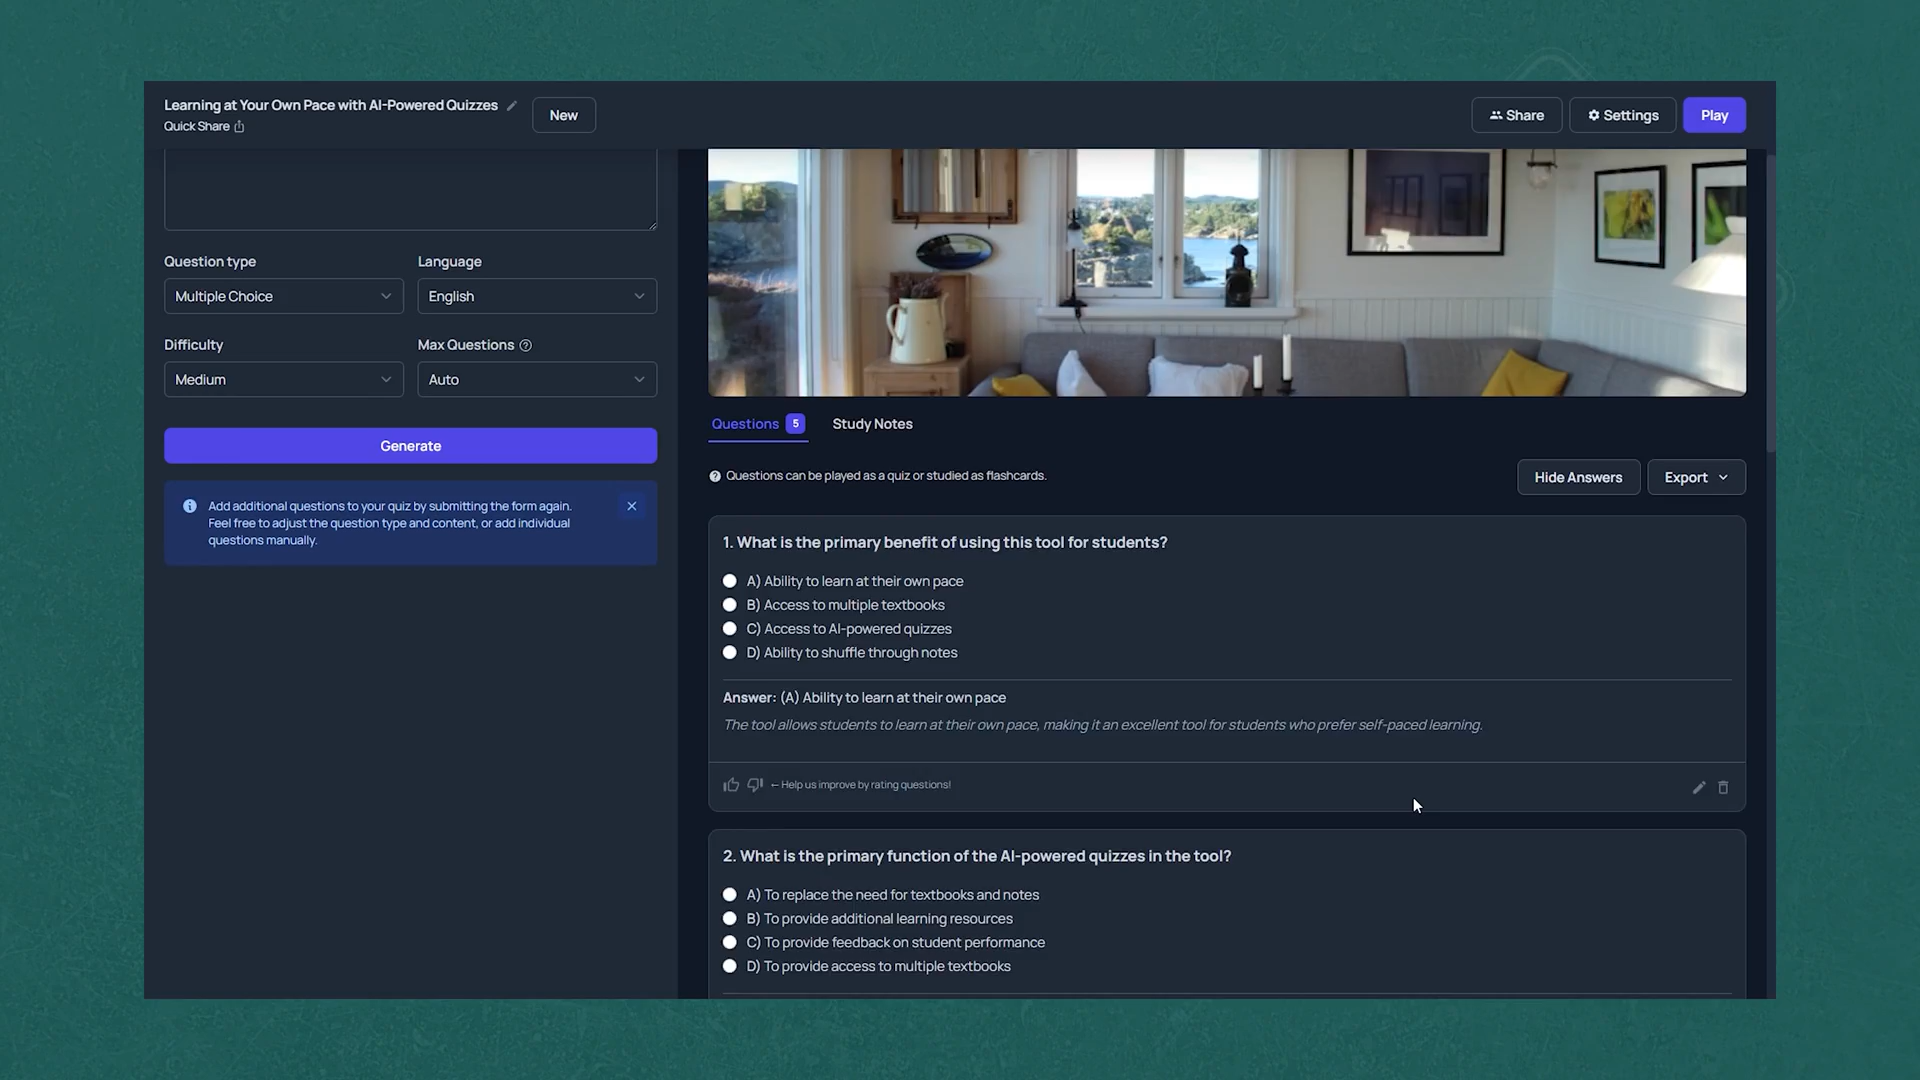 Learning at Your Own Pace with AI-Powered Quizzes
Quick Share
New
Share
Settings
Play
Question type
Language
Multiple Choice
English
Difficulty
Max Questions
Medium
Auto
Generate
Add additional questions to your quiz by submitting the form again.
Feel free to adjust the question type and content, or add individual
questions manually.
Questions 5
Study Notes
Questions can be played as a quiz or studied as flashcards.
Hide Answers
Export
1. What is the primary benefit of using this tool for students?
A) Ability to learn at their own pace
B) Access to multiple textbooks
C) Access to AI-powered quizzes
D) Ability to shuffle through notes
Answer: (A) Ability to learn at their own pace
The tool allows students to learn at their own pace, making it an excellent tool for students who prefer self-paced learning.
← Help us improve by rating questions!
2. What is the primary function of the AI-powered quizzes in the tool?
A) To replace the need for textbooks and notes
B) To provide additional learning resources
C) To provide feedback on student performance
D) To provide access to multiple textbooks